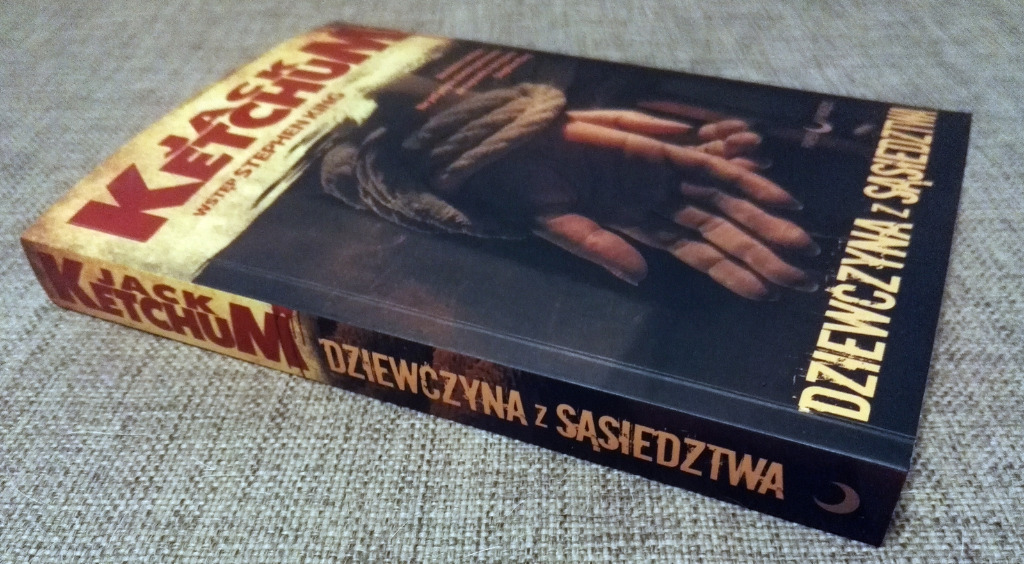 JACK
KETCHUM
WSTĘP STEPHEN KING
DZIEWCZYNA Z SĄSIEDZTWA
JACK
KETCHUM
DZIEWCZYNA Z SĄSIEDZTWA